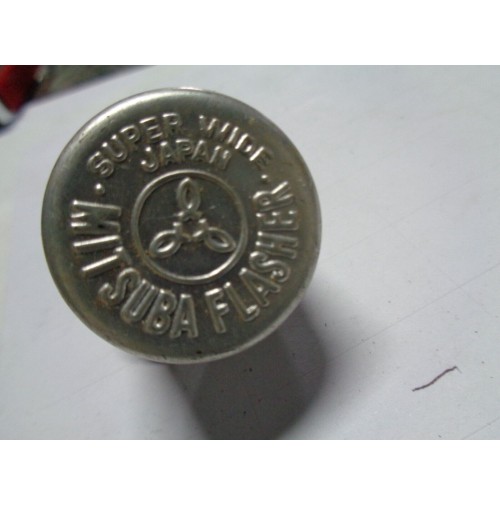 · SUPER WIDE ·
JAPAN
MITSUBA FLASHER